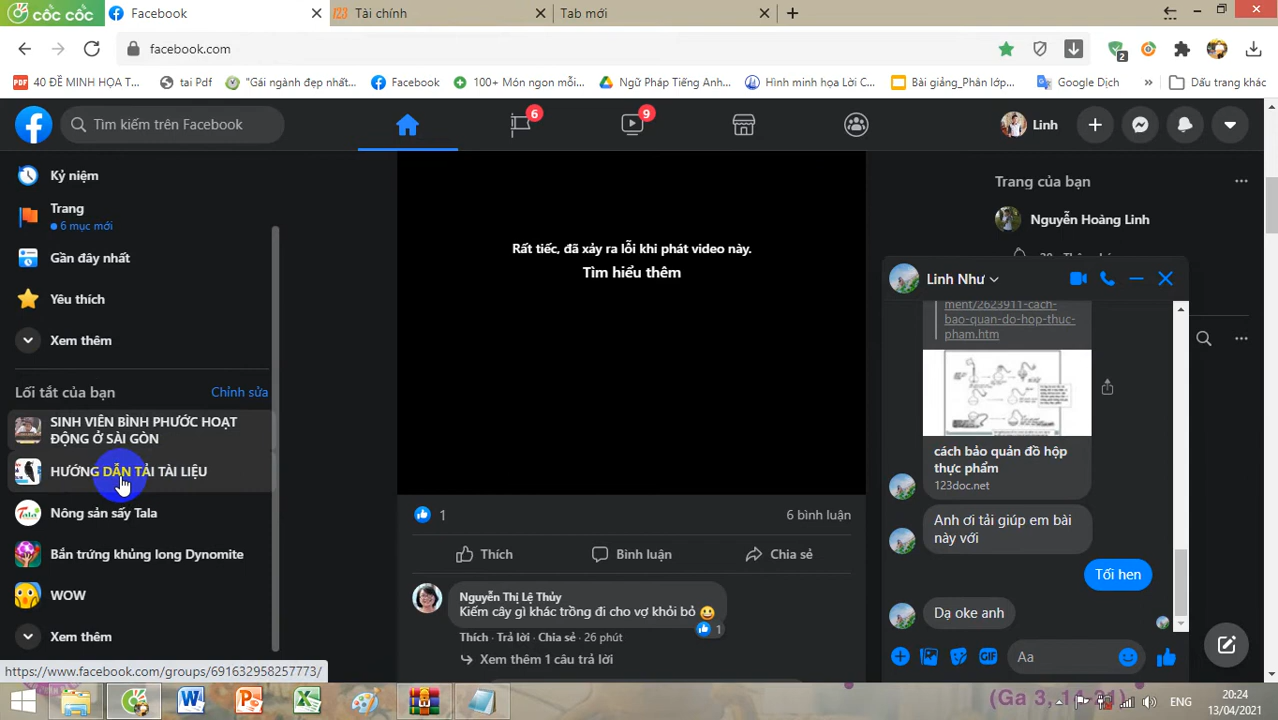 cốc cốc
Facebook
123
Tài chính
Tab mới
facebook.com
2
PDF
40 ĐỀ MINH HỌA T...
tai Pdf
"Gái ngành đẹp nhất...
Facebook
100+ Món ngon mỗi...
Ngữ Pháp Tiếng Anh...
Hình minh họa Lời C...
Bài giảng_Phân lớp...
Google Dịch
»
Dấu trang khác
Tìm kiếm trên Facebook
6
9
Linh
Kỷ niệm
Trang
6 mục mới
Gần đây nhất
Yêu thích
Xem thêm
Lối tắt của bạn
Chỉnh sửa
SINH VIÊN BÌNH PHƯỚC HOẠT
ĐỘNG Ở SÀI GÒN
HƯỚNG DẪN TẢI TÀI LIỆU
Nông sản sấy Tala
Bắn trứng khủng long Dynomite
WOW
Xem thêm
https://www.facebook.com/groups/691632958257773/
Rất tiếc, đã xảy ra lỗi khi phát video này.
Tìm hiểu thêm
1
6 bình luận
Thích
Bình luận
Chia sẻ
Nguyễn Thị Lệ Thủy
Kiếm cây gì khác trồng đi cho vợ khỏi bỏ
1
Thích · Trả lời · Chia sẻ · 26 phút
Xem thêm 1 câu trả lời
Trang của bạn
Nguyễn Hoàng Linh
Linh Như
ment/2623911-cach-
bao-quan-do-hop-thuc-
pham.htm
cách bảo quản đồ hộp
thực phẩm
123doc.net
Anh ơi tải giúp em bài
này với
Tối hen
Dạ oke anh
GIF
Aa
ENG
20:24
13/04/2021